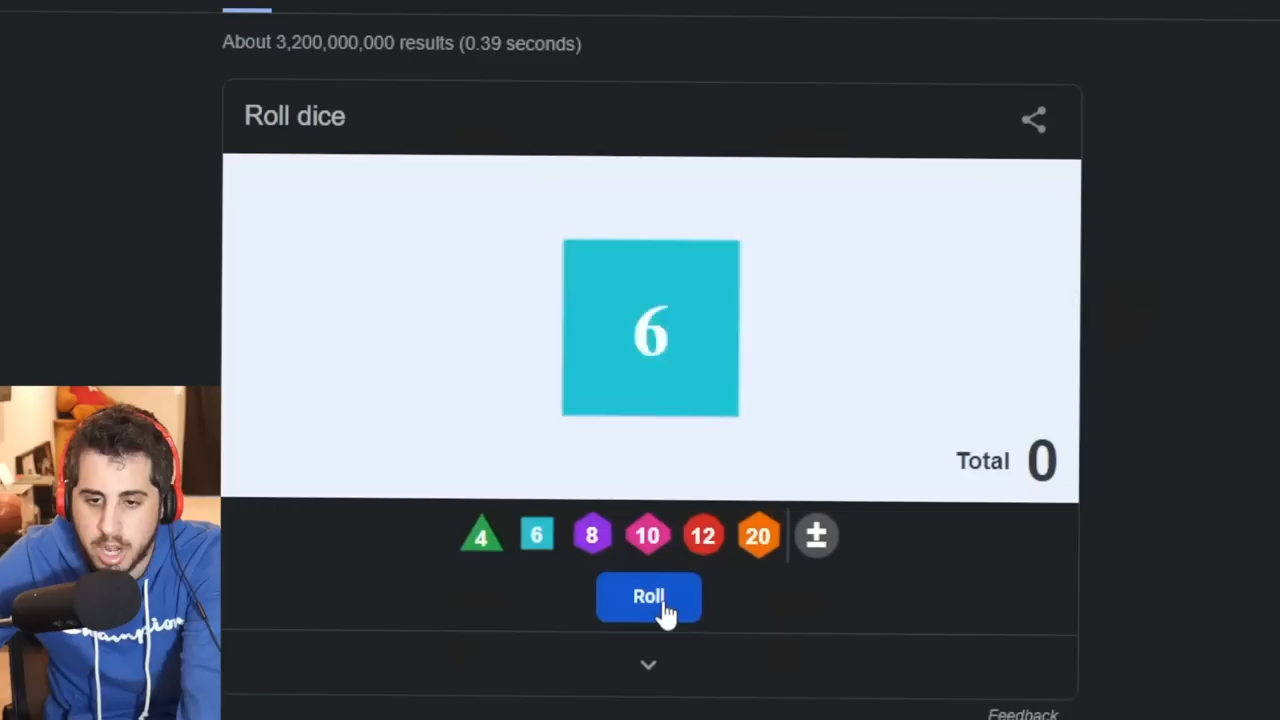 About 3,200,000,000 results (0.39 seconds)
Roll dice
6
Total 0
4 6 8 10 12 20 ±
Roll
Feedback